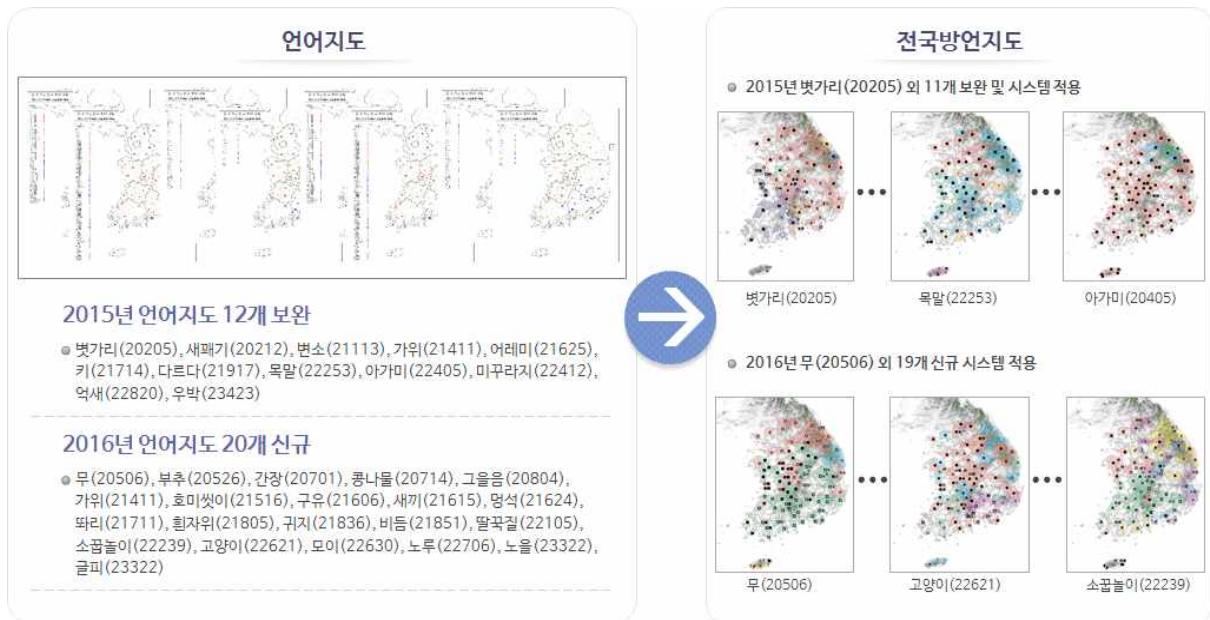 언어지도
2015년 언어지도 12개 보완
볏가리(20205), 새꽤기(20212), 변소(21113), 가위(21411), 어레미(21625),
키(21714), 다르다(21917), 목말(22253), 아가미(22405), 미꾸라지(22412),
억새(22820), 우박(23423)
2016년 언어지도 20개 신규
무(20506), 부추(20526), 간장(20701), 콩나물(20714), 그을음(20804),
가위(21411), 호미씻이(21516), 구유(21606), 새끼(21615), 멍석(21624),
똬리(21711), 흰자위(21805), 귀지(21836), 비듬(21851), 딸꾹질(22105),
소꿉놀이(22239), 고양이(22621), 모이(22630), 노루(22706), 노을(23322),
글피(23322)
전국방언지도
2015년 볏가리(20205) 외 11개 보완 및 시스템 적용
볏가리(20205)
목말(22253)
아가미(20405)
2016년 무(20506) 외 19개 신규 시스템 적용
무(20506)
고양이(22621)
소꿉놀이(22239)